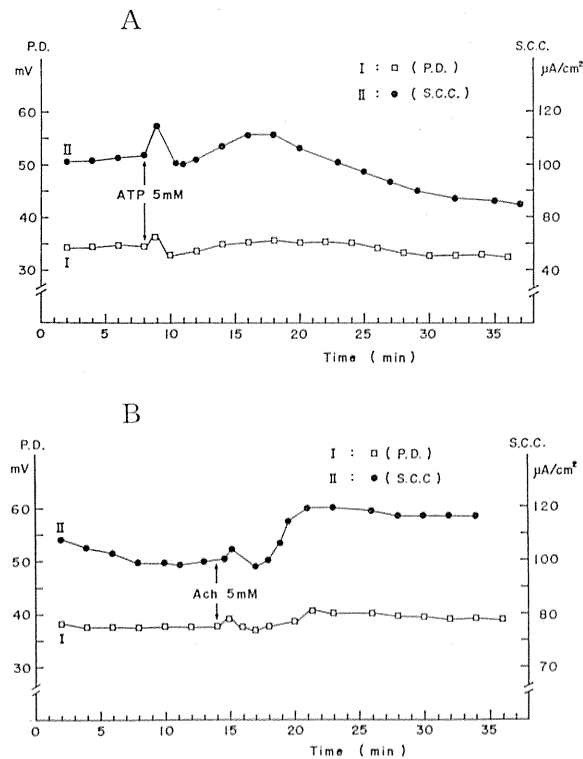 A
P.D.
S.C.C.
mV
μA/cm²
I : □ ( P.D. )
II : ● ( S.C.C. )
60
50
40
30
120
100
80
60
40
II
I
ATP 5mM
0 5 10 15 20 25 30 35
Time ( min )
B
P.D.
S.C.C.
mV
μA/cm²
I : □ ( P.D. )
II : ● ( S.C.C )
60
50
40
30
120
100
80
70
II
I
Ach 5mM
0 5 10 15 20 25 30 35
Time ( min )